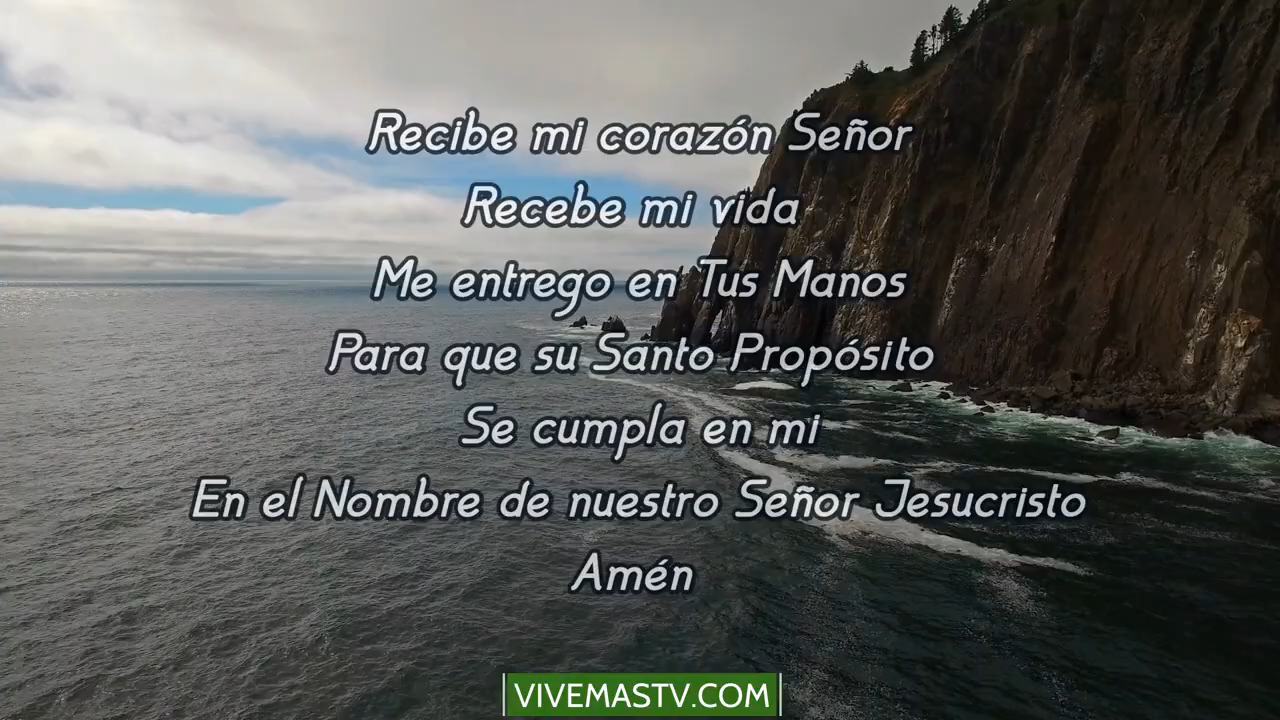 Recibe mi corazón Señor
Recebe mi vida
Me entrego en Tus Manos
Para que su Santo Propósito
Se cumpla en mi
En el Nombre de nuestro Señor Jesucristo
Amén
VIVEMASTV.COM